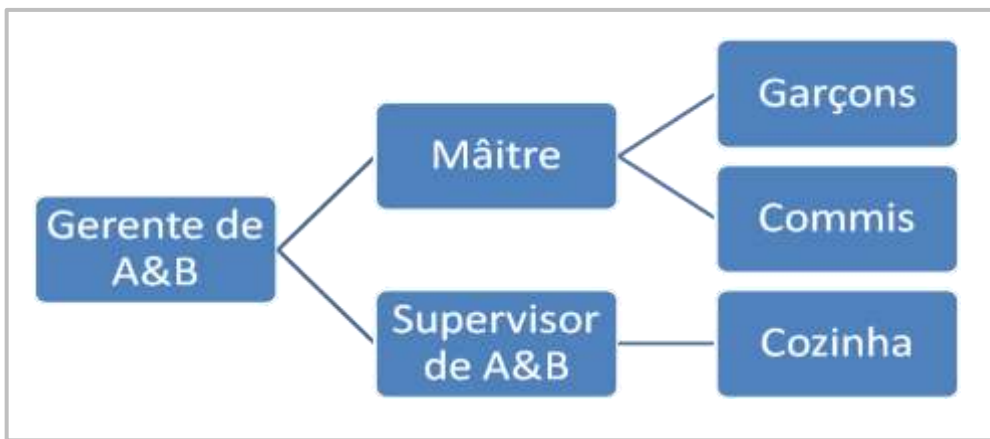 Gerente de
A&B
Mâitre
Supervisor
de A&B
Garçons
Commis
Cozinha